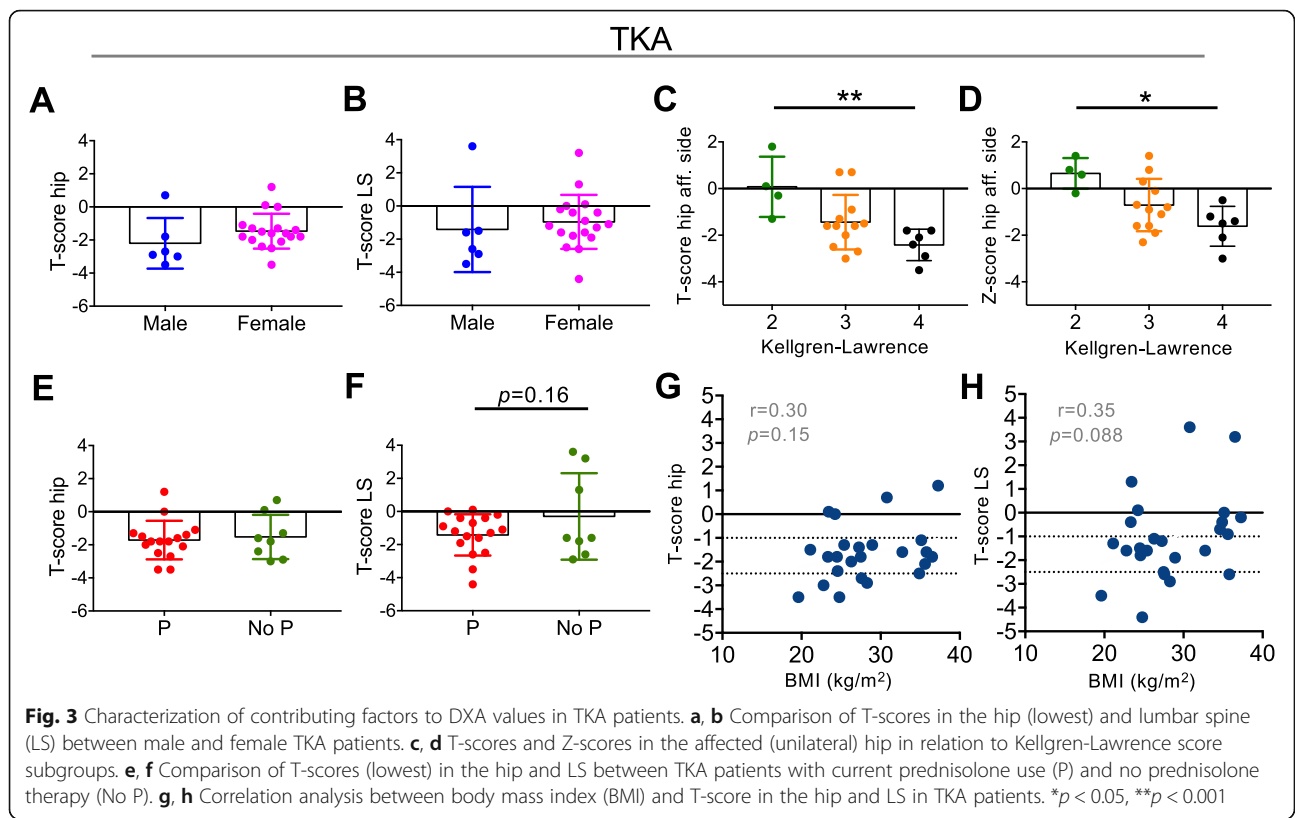 TKA
A
T-score hip
4
2
0
-2
-4
-6
Male
Female
B
T-score LS
4
2
0
-2
-4
-6
Male
Female
C
**
T-score hip aff. side
2
0
-2
-4
2
3
4
Kellgren-Lawrence
D
*
Z-score hip aff. side
2
0
-2
-4
2
3
4
Kellgren-Lawrence
E
T-score hip
4
2
0
-2
-4
-6
P
No P
F
p=0.16
T-score LS
4
2
0
-2
-4
-6
P
No P
G
r=0.30
p=0.15
T-score hip
5
4
3
2
1
0
-1
-2
-3
-4
-5
10
20
30
40
BMI (kg/m²)
H
r=0.35
p=0.088
T-score LS
5
4
3
2
1
0
-1
-2
-3
-4
-5
10
20
30
40
BMI (kg/m²)
Fig. 3 Characterization of contributing factors to DXA values in TKA patients. a, b Comparison of T-scores in the hip (lowest) and lumbar spine
(LS) between male and female TKA patients. c, d T-scores and Z-scores in the affected (unilateral) hip in relation to Kellgren-Lawrence score
subgroups. e, f Comparison of T-scores (lowest) in the hip and LS between TKA patients with current prednisolone use (P) and no prednisolone
therapy (No P). g, h Correlation analysis between body mass index (BMI) and T-score in the hip and LS in TKA patients. *p < 0.05, **p < 0.001